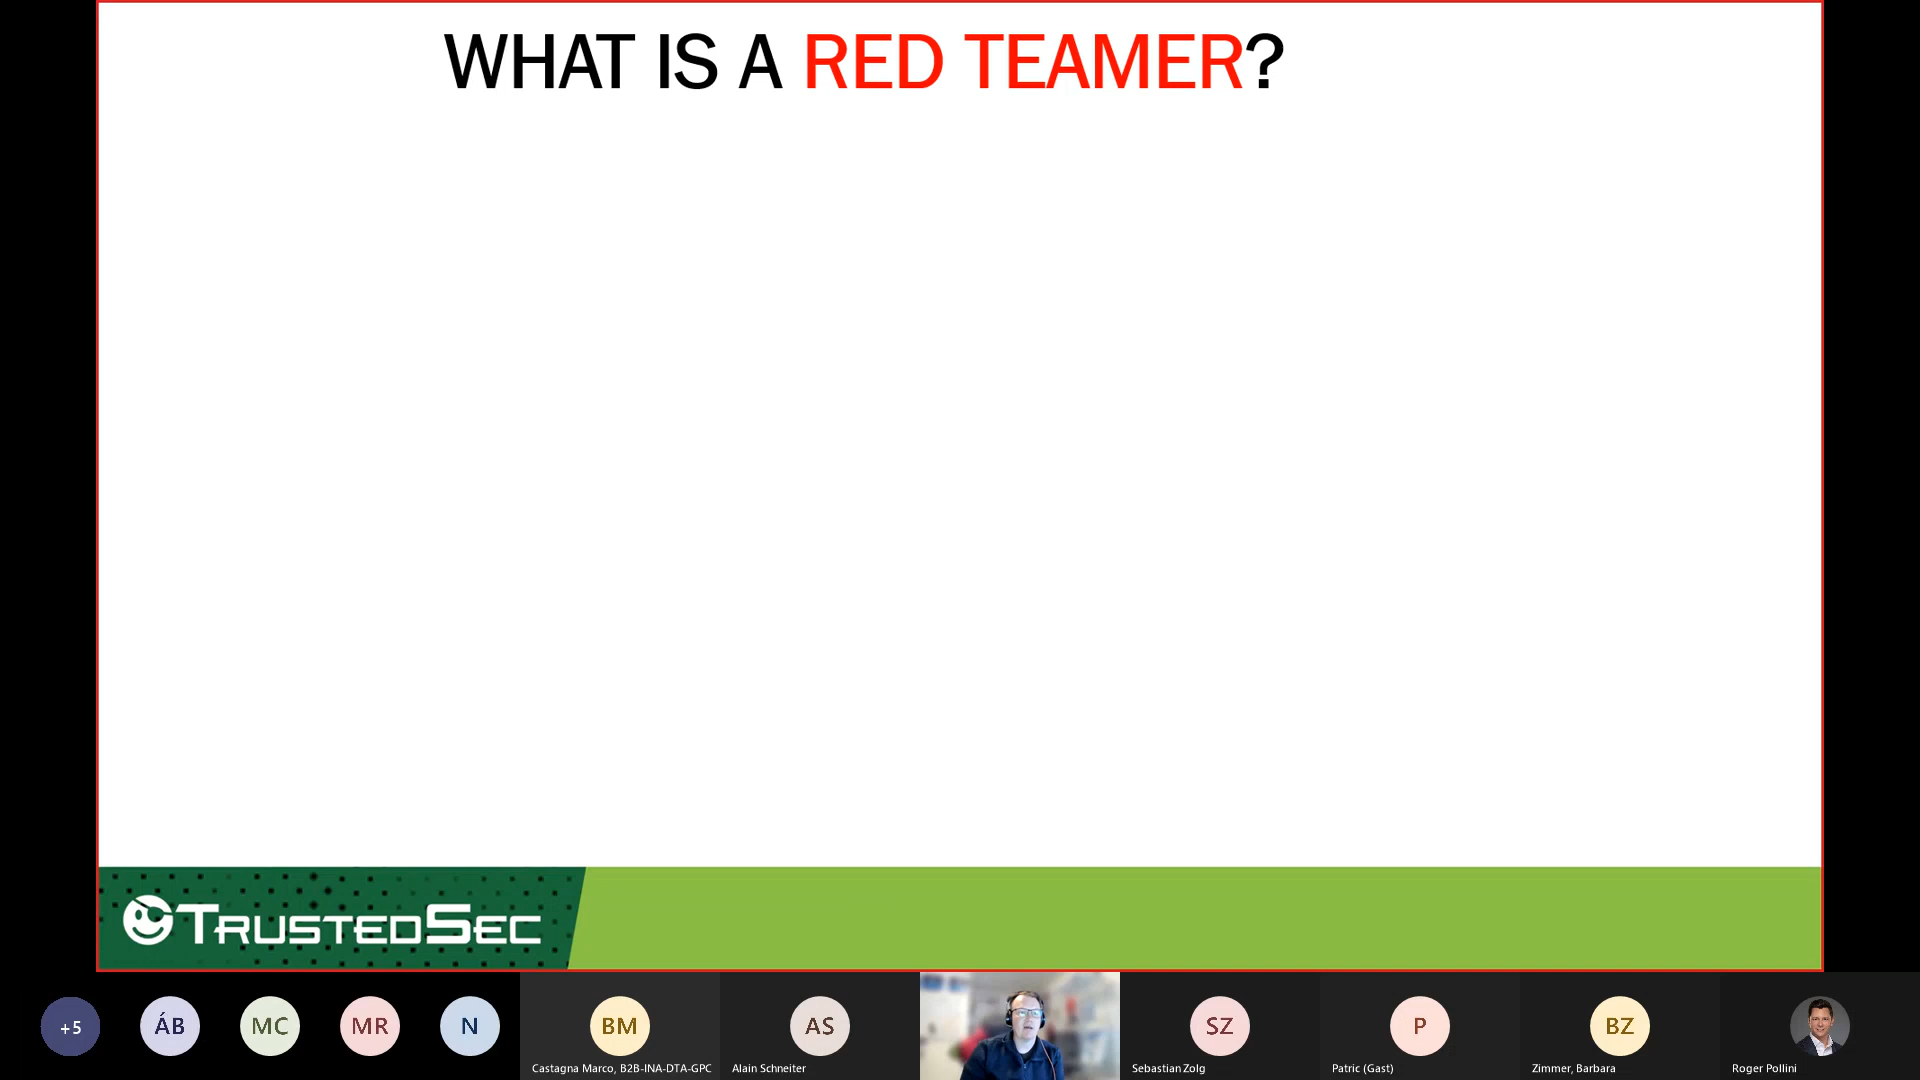 WHAT IS A RED TEAMER?
TRUSTEDSEC
+5
ÁB
MC
MR
N
BM
AS
SZ
P
BZ
Castagna Marco, B2B-INA-DTA-GPC
Alain Schneiter
Sebastian Zolg
Patric (Gast)
Zimmer, Barbara
Roger Pollini